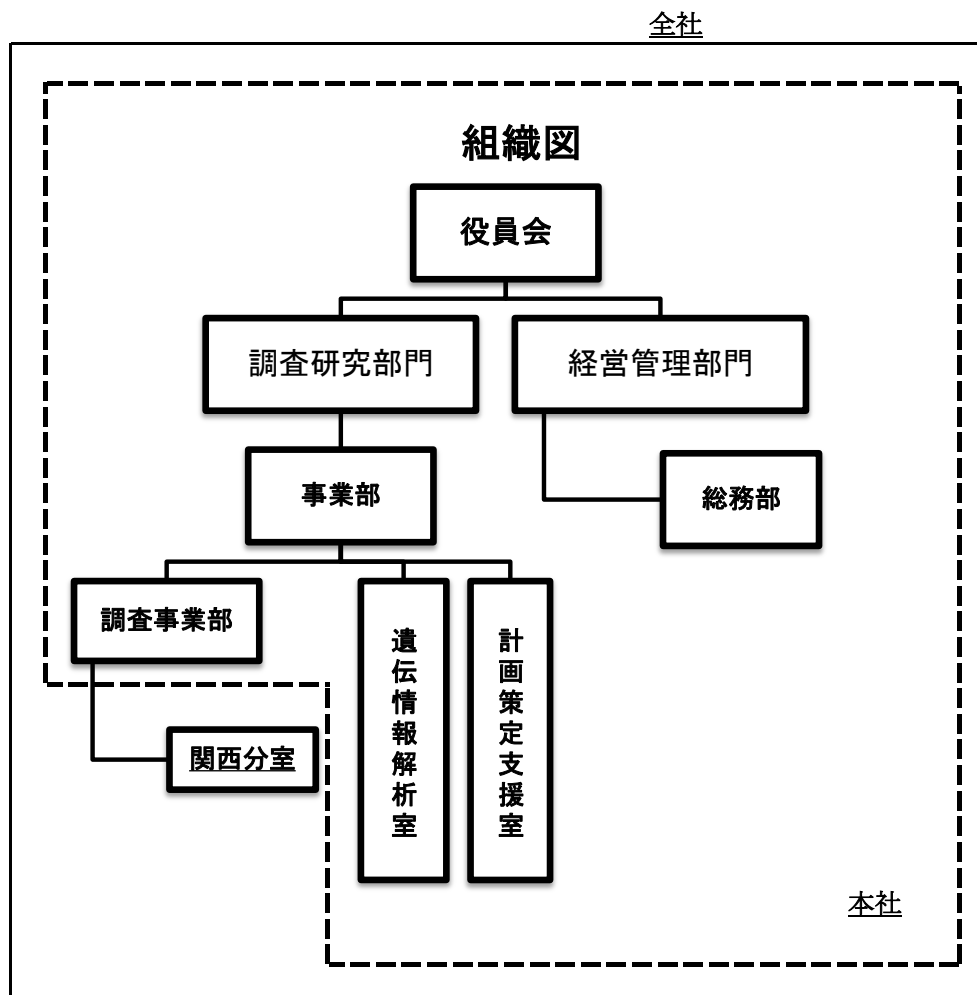 全社
組織図
役員会
調査研究部門
経営管理部門
事業部
総務部
調査事業部
遺伝情報解析室
計画策定支援室
関西分室
本社